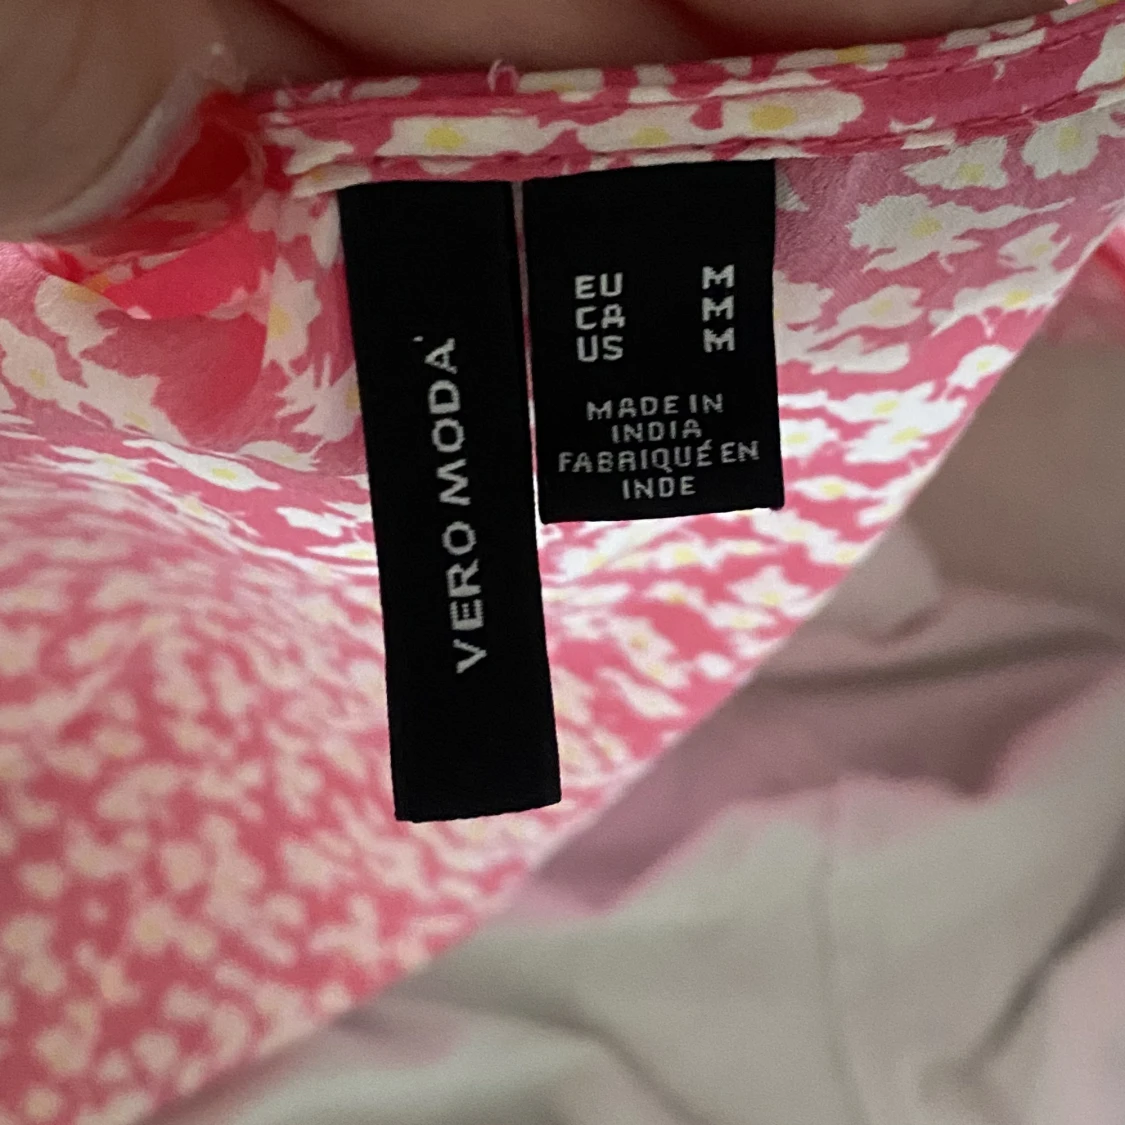 VERO MODA
EU M
CA M
US M
MADE IN
INDIA
FABRIQUÉ EN
INDE